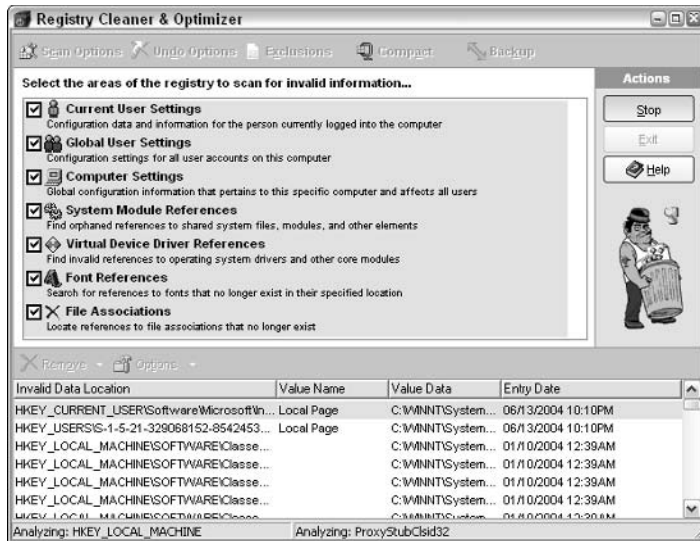 Registry Cleaner & Optimizer
Scan Options Undo Options Exclusions Compact Backup
Select the areas of the registry to scan for invalid information...
Actions
Current User Settings
Configuration data and information for the person currently logged into the computer
Stop
Global User Settings
Configuration settings for all user accounts on this computer
Exit
Computer Settings
Global configuration information that pertains to this specific computer and affects all users
Help
System Module References
Find orphaned references to shared system files, modules, and other elements
Virtual Device Driver References
Find invalid references to operating system drivers and other core modules
Font References
Search for references to fonts that no longer exist in their specified location
File Associations
Locate references to file associations that no longer exist
Remove Options
Invalid Data Location Value Name Value Data Entry Date
HKEY_CURRENT_USER\Software\Microsoft\In... Local Page C:\WINNT\System... 06/13/2004 10:10PM
HKEY_USERS\S-1-5-21-329068152-8542453... Local Page C:\WINNT\System... 06/13/2004 10:10PM
HKEY_LOCAL_MACHINE\SOFTWARE\Classe... C:\WINNT\System... 01/10/2004 12:39AM
HKEY_LOCAL_MACHINE\SOFTWARE\Classe... C:\WINNT\System... 01/10/2004 12:39AM
HKEY_LOCAL_MACHINE\SOFTWARE\Classe... C:\WINNT\System... 01/10/2004 12:39AM
HKEY_LOCAL_MACHINE\SOFTWARE\Classe... C:\WINNT\System... 01/10/2004 12:39AM
Analyzing: HKEY_LOCAL_MACHINE Analyzing: ProxyStubClsid32